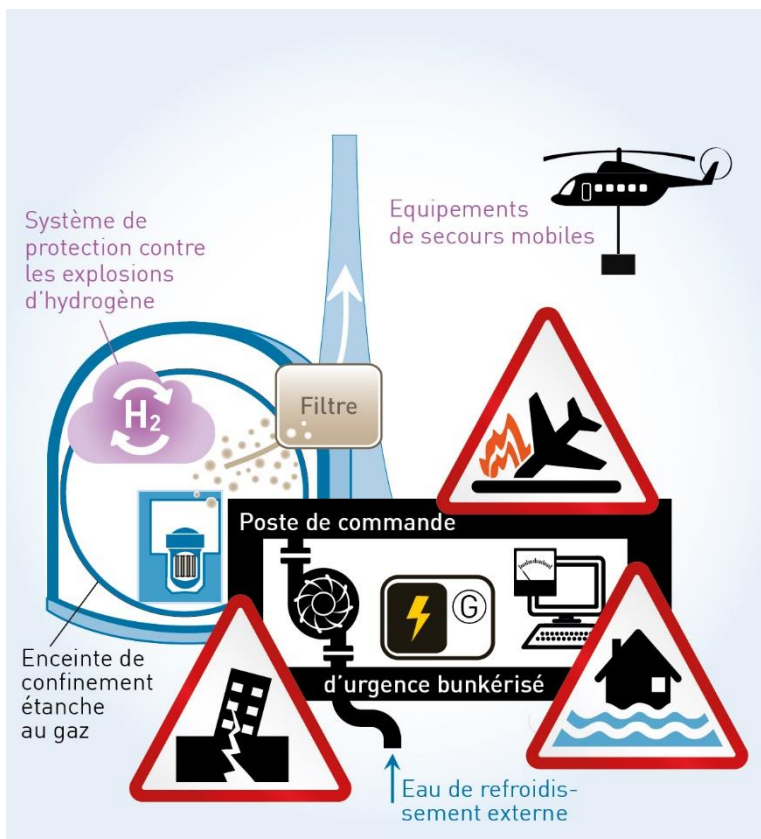 Système de
protection contre
les explosions
d'hydrogène
Equipements
de secours mobiles
H2
Filtre
Poste de commande
G
d'urgence bunkérisé
Enceinte de
confinement
étanche
au gaz
Eau de refroidis-
sement externe